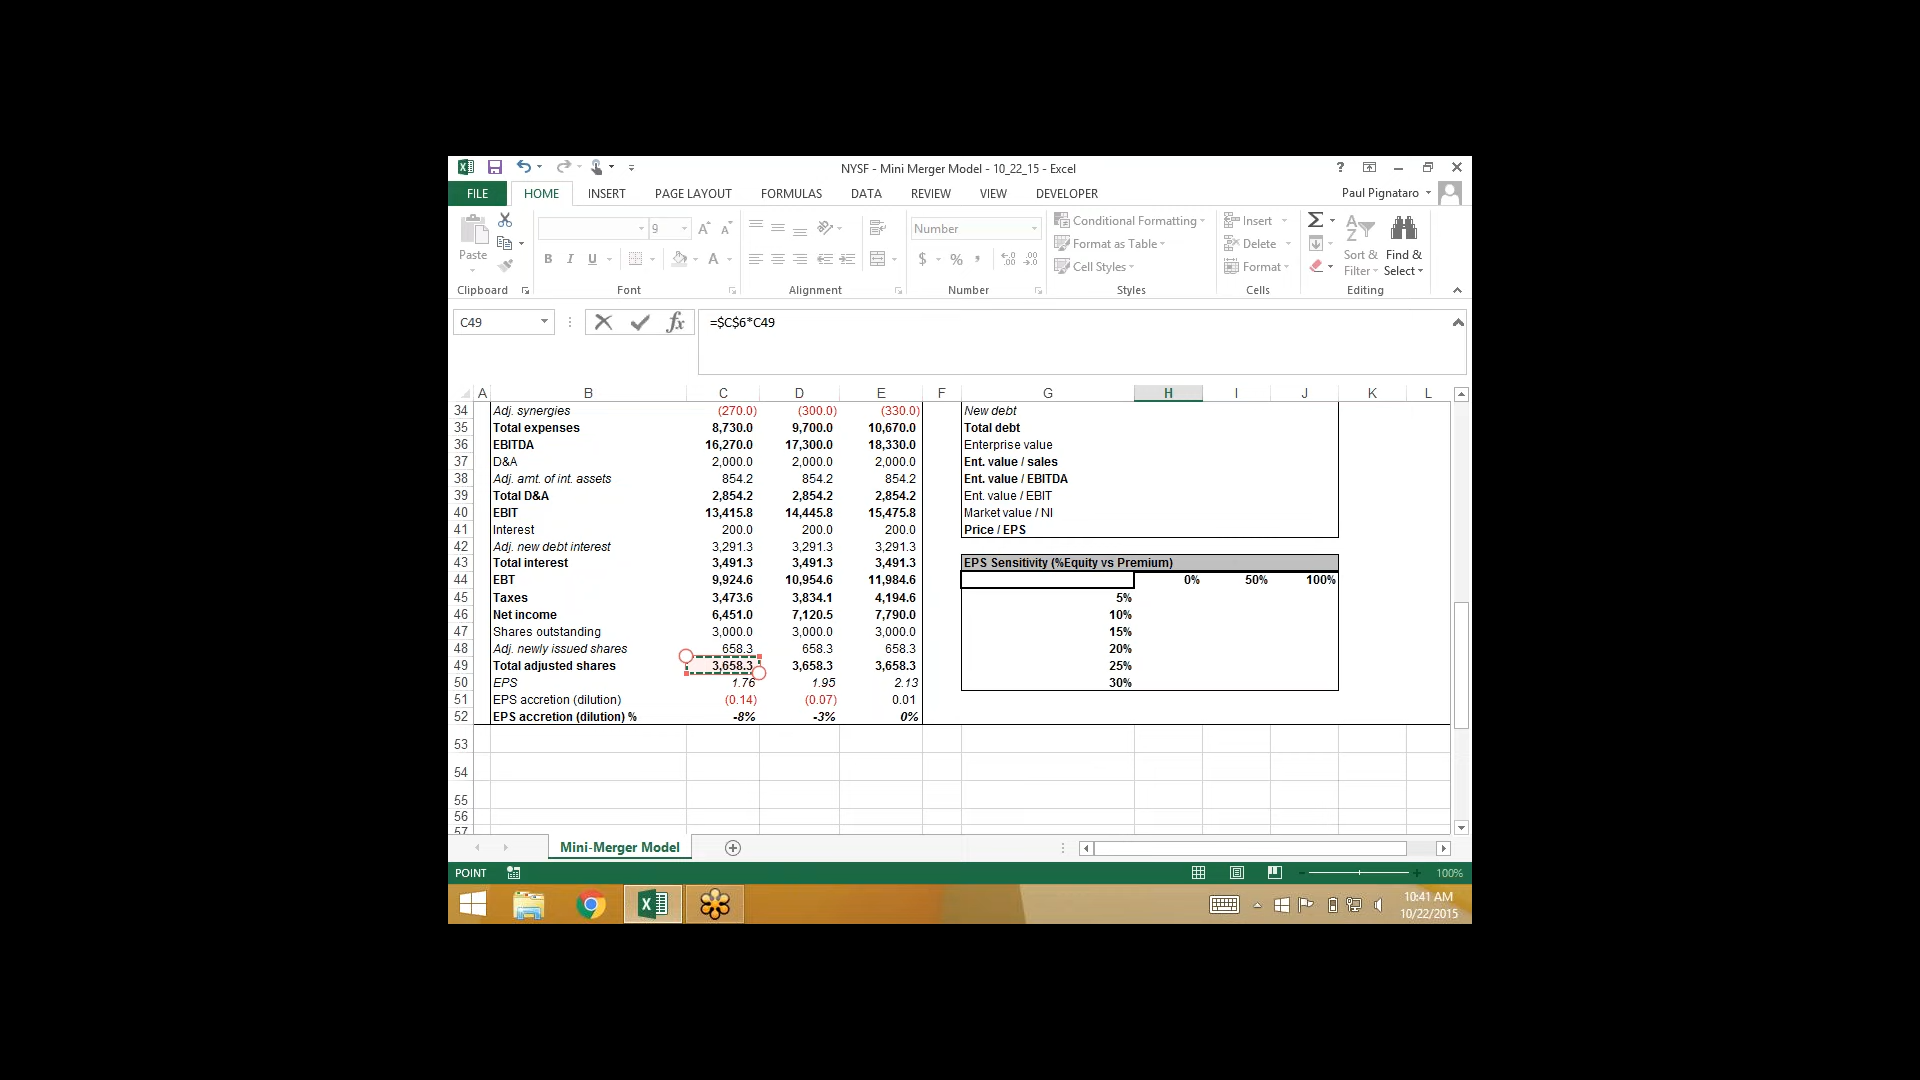 NYSF - Mini Merger Model - 10_22_15 - Excel
?
FILE HOME INSERT PAGE LAYOUT FORMULAS DATA REVIEW VIEW DEVELOPER Paul Pignataro
Paste
9
B I U
Number
$ % ,
Conditional Formatting
Format as Table
Cell Styles
Insert
Delete
Format
Sort & Filter
Find & Select
Clipboard Font Alignment Number Styles Cells Editing
C49 fx =$C$6*C49
A B C D E F G H I J K L
34 Adj. synergies (270.0) (300.0) (330.0) New debt
35 Total expenses 8,730.0 9,700.0 10,670.0 Total debt
36 EBITDA 16,270.0 17,300.0 18,330.0 Enterprise value
37 D&A 2,000.0 2,000.0 2,000.0 Ent. value / sales
38 Adj. amt. of int. assets 854.2 854.2 854.2 Ent. value / EBITDA
39 Total D&A 2,854.2 2,854.2 2,854.2 Ent. value / EBIT
40 EBIT 13,415.8 14,445.8 15,475.8 Market value / NI
41 Interest 200.0 200.0 200.0 Price / EPS
42 Adj. new debt interest 3,291.3 3,291.3 3,291.3
43 Total interest 3,491.3 3,491.3 3,491.3 EPS Sensitivity (%Equity vs Premium)
44 EBT 9,924.6 10,954.6 11,984.6 0% 50% 100%
45 Taxes 3,473.6 3,834.1 4,194.6 5%
46 Net income 6,451.0 7,120.5 7,790.0 10%
47 Shares outstanding 3,000.0 3,000.0 3,000.0 15%
48 Adj. newly issued shares 658.3 658.3 658.3 20%
49 Total adjusted shares 3,658.3 3,658.3 3,658.3 25%
50 EPS 1.76 1.95 2.13 30%
51 EPS accretion (dilution) (0.14) (0.07) 0.01
52 EPS accretion (dilution) % -8% -3% 0%
53
54
55
56
57
Mini-Merger Model
POINT 100%
10:41 AM
10/22/2015